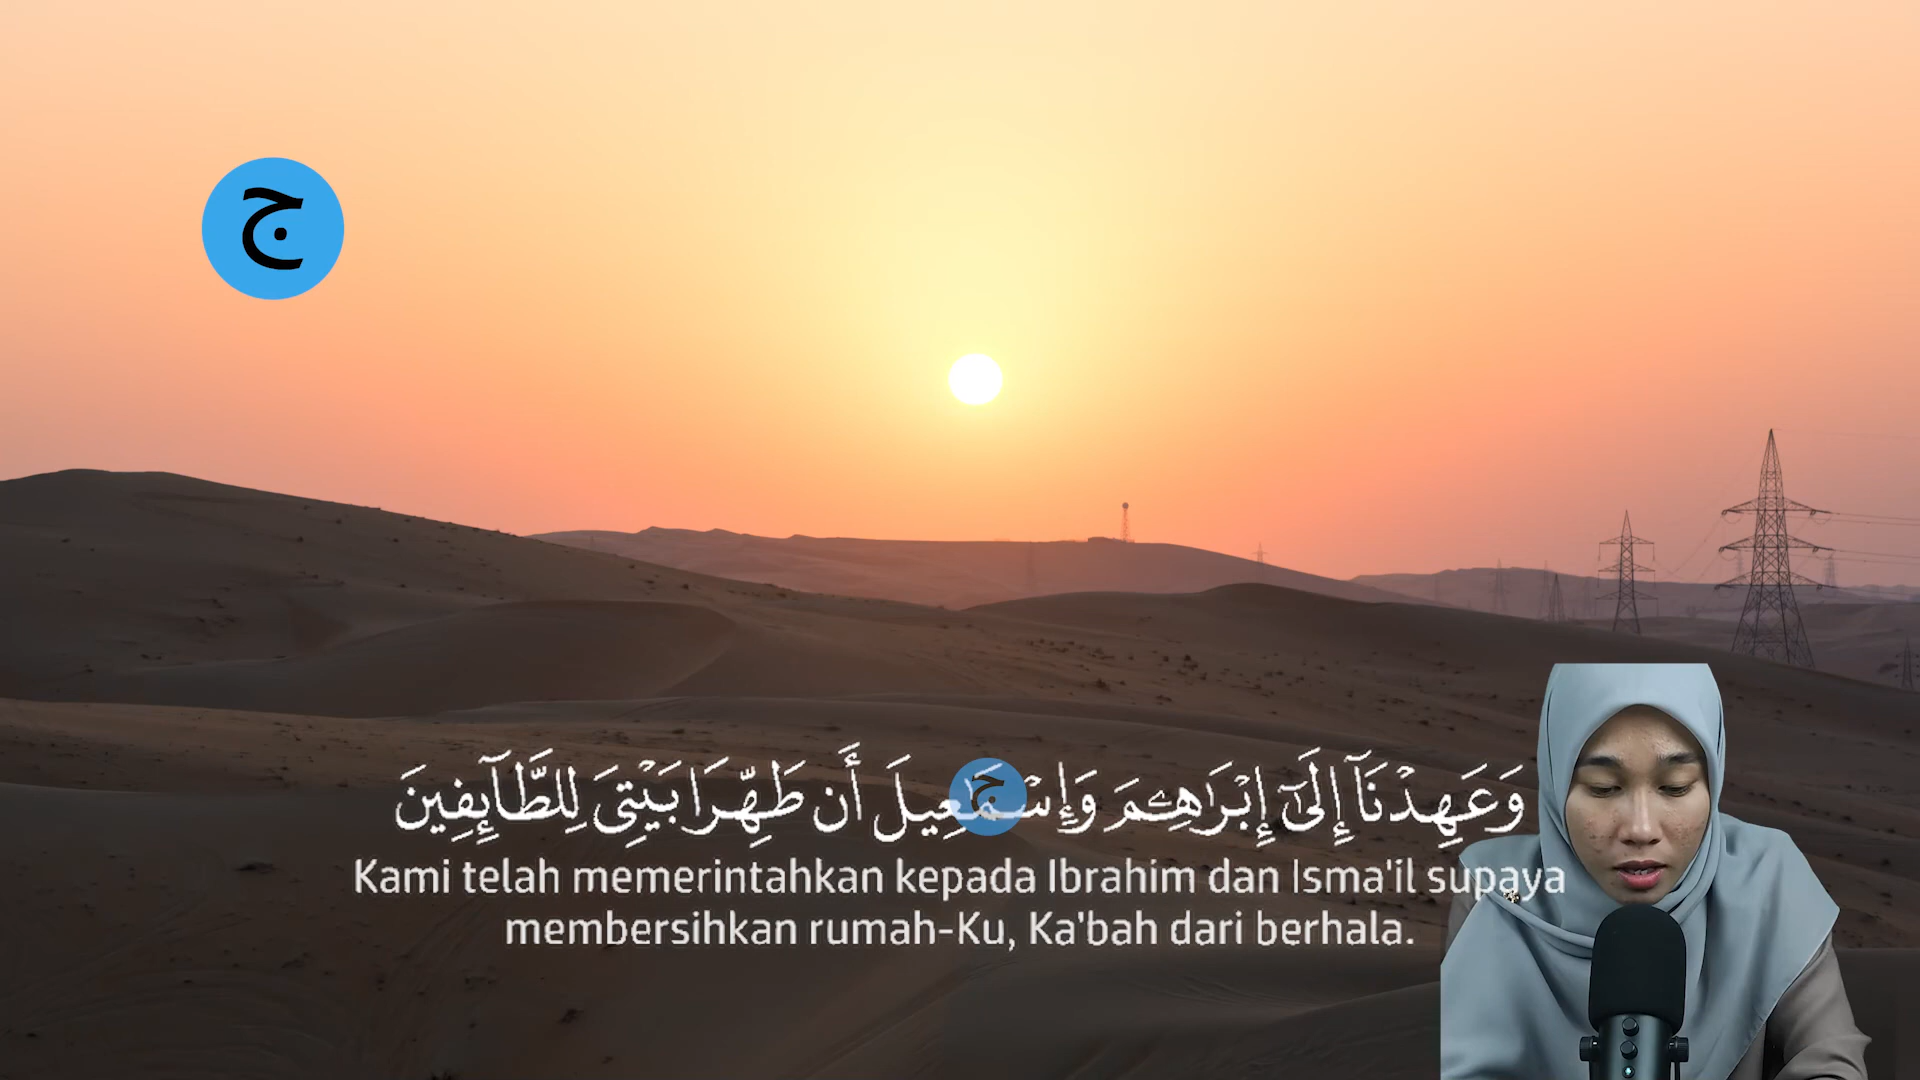 ج
وَعَهِدْنَآ إِلَىٰٓ إِبْرَٰهِـۧمَ وَإِسْمَٰعِيلَ أَن طَهِّرَا بَيْتِىَ لِلطَّآئِفِينَ
ج
Kami telah memerintahkan kepada Ibrahim dan Isma'il supaya
membersihkan rumah-Ku, Ka'bah dari berhala.